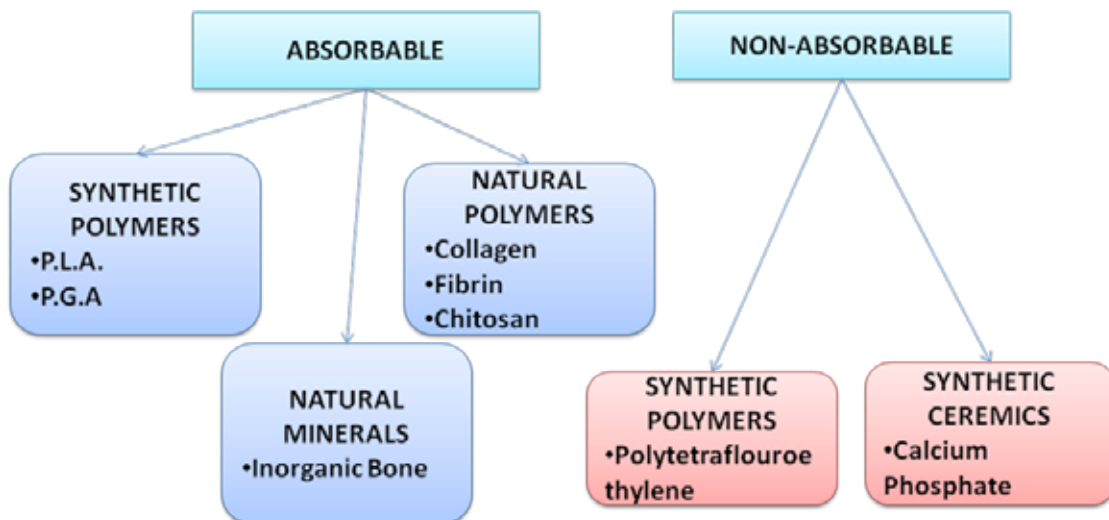 ABSORBABLE
NON-ABSORBABLE
SYNTHETIC
POLYMERS
•P.L.A.
•P.G.A
NATURAL
POLYMERS
•Collagen
•Fibrin
•Chitosan
NATURAL
MINERALS
•Inorganic Bone
SYNTHETIC
POLYMERS
•Polytetraflouroe
thylene
SYNTHETIC
CEREMICS
•Calcium
Phosphate